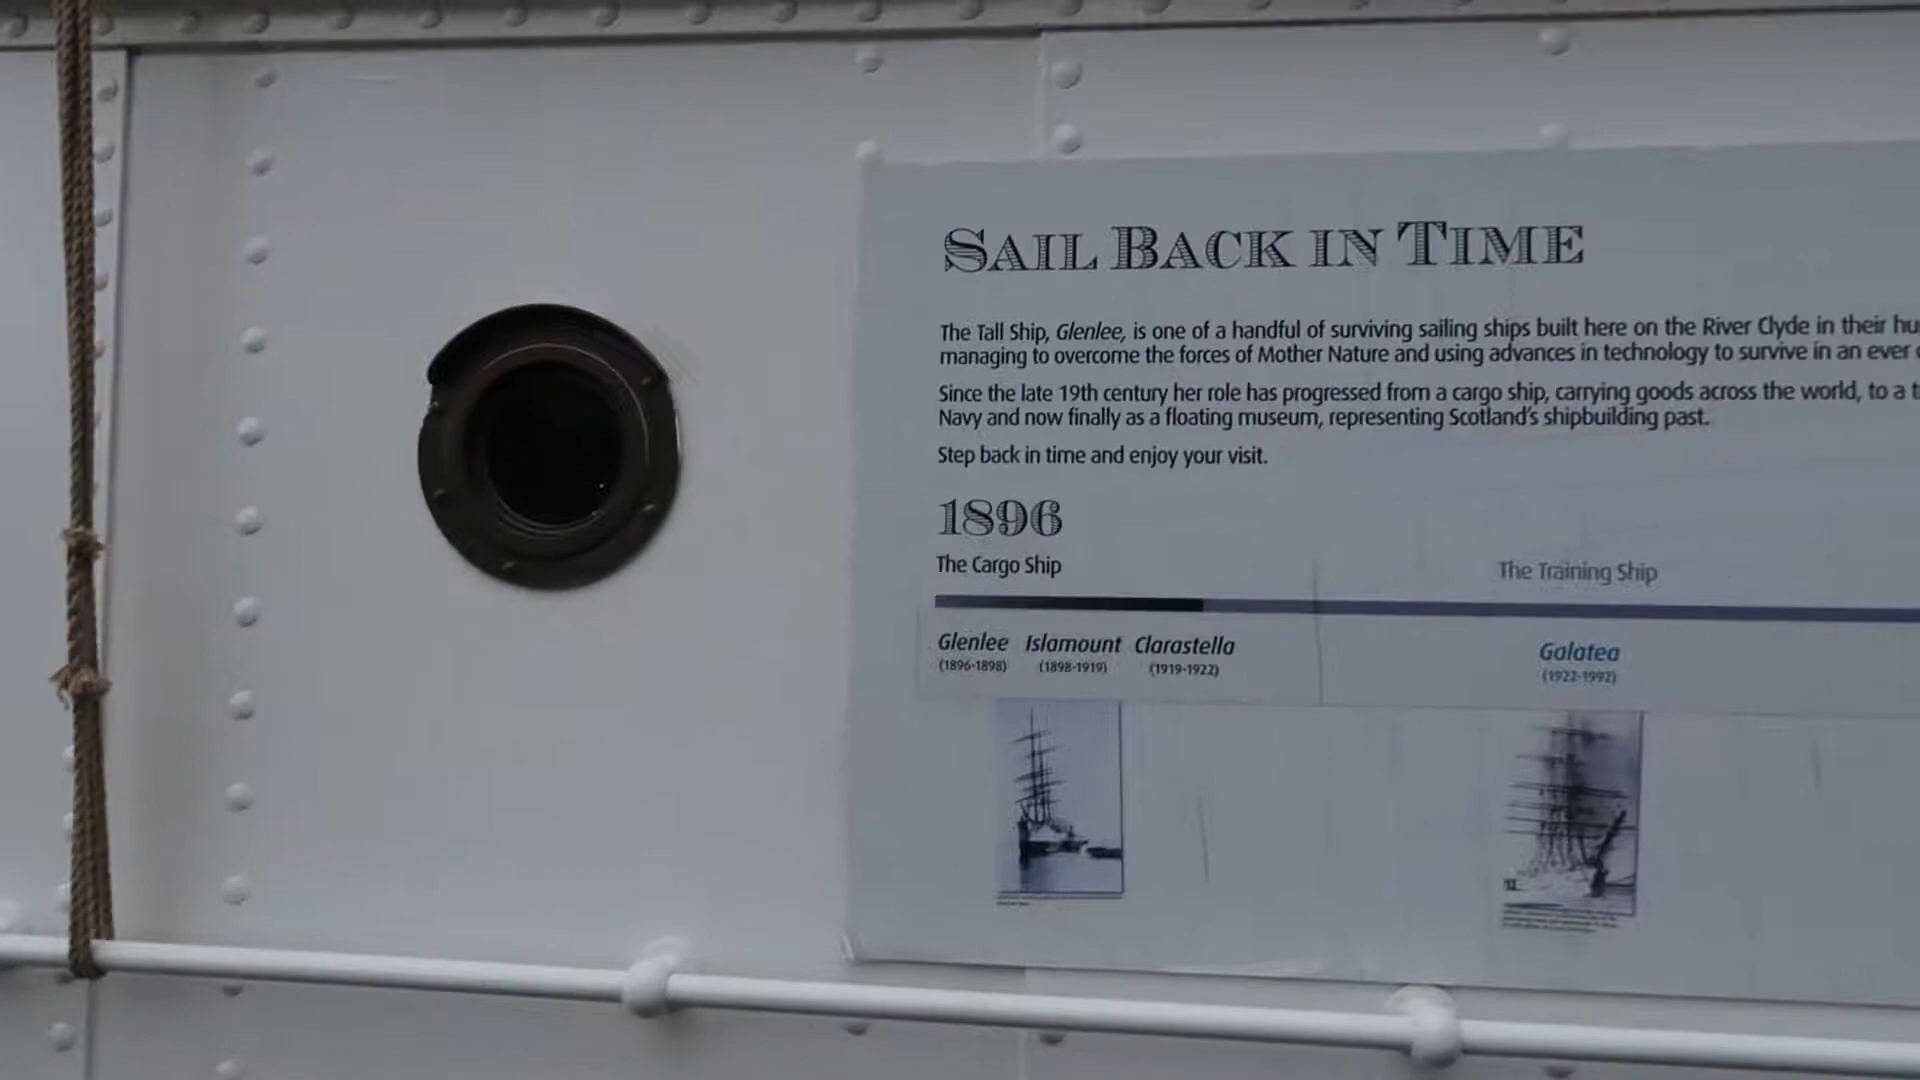 SAIL BACK IN TIME
The Tall Ship, Glenlee, is one of a handful of surviving sailing ships built here on the River Clyde in their
managing to overcome the forces of Mother Nature and using advances in technology to survive in an ever
Since the late 19th century her role has progressed from a cargo ship, carrying goods across the world, to a
Navy and now finally as a floating museum, representing Scotland's shipbuilding past.
Step back in time and enjoy your visit.
1896
The Cargo Ship
The Training Ship
Glenlee Islamount Clarastella Galatea
(1896-1898) (1898-1919) (1919-1922) (1922-1992)